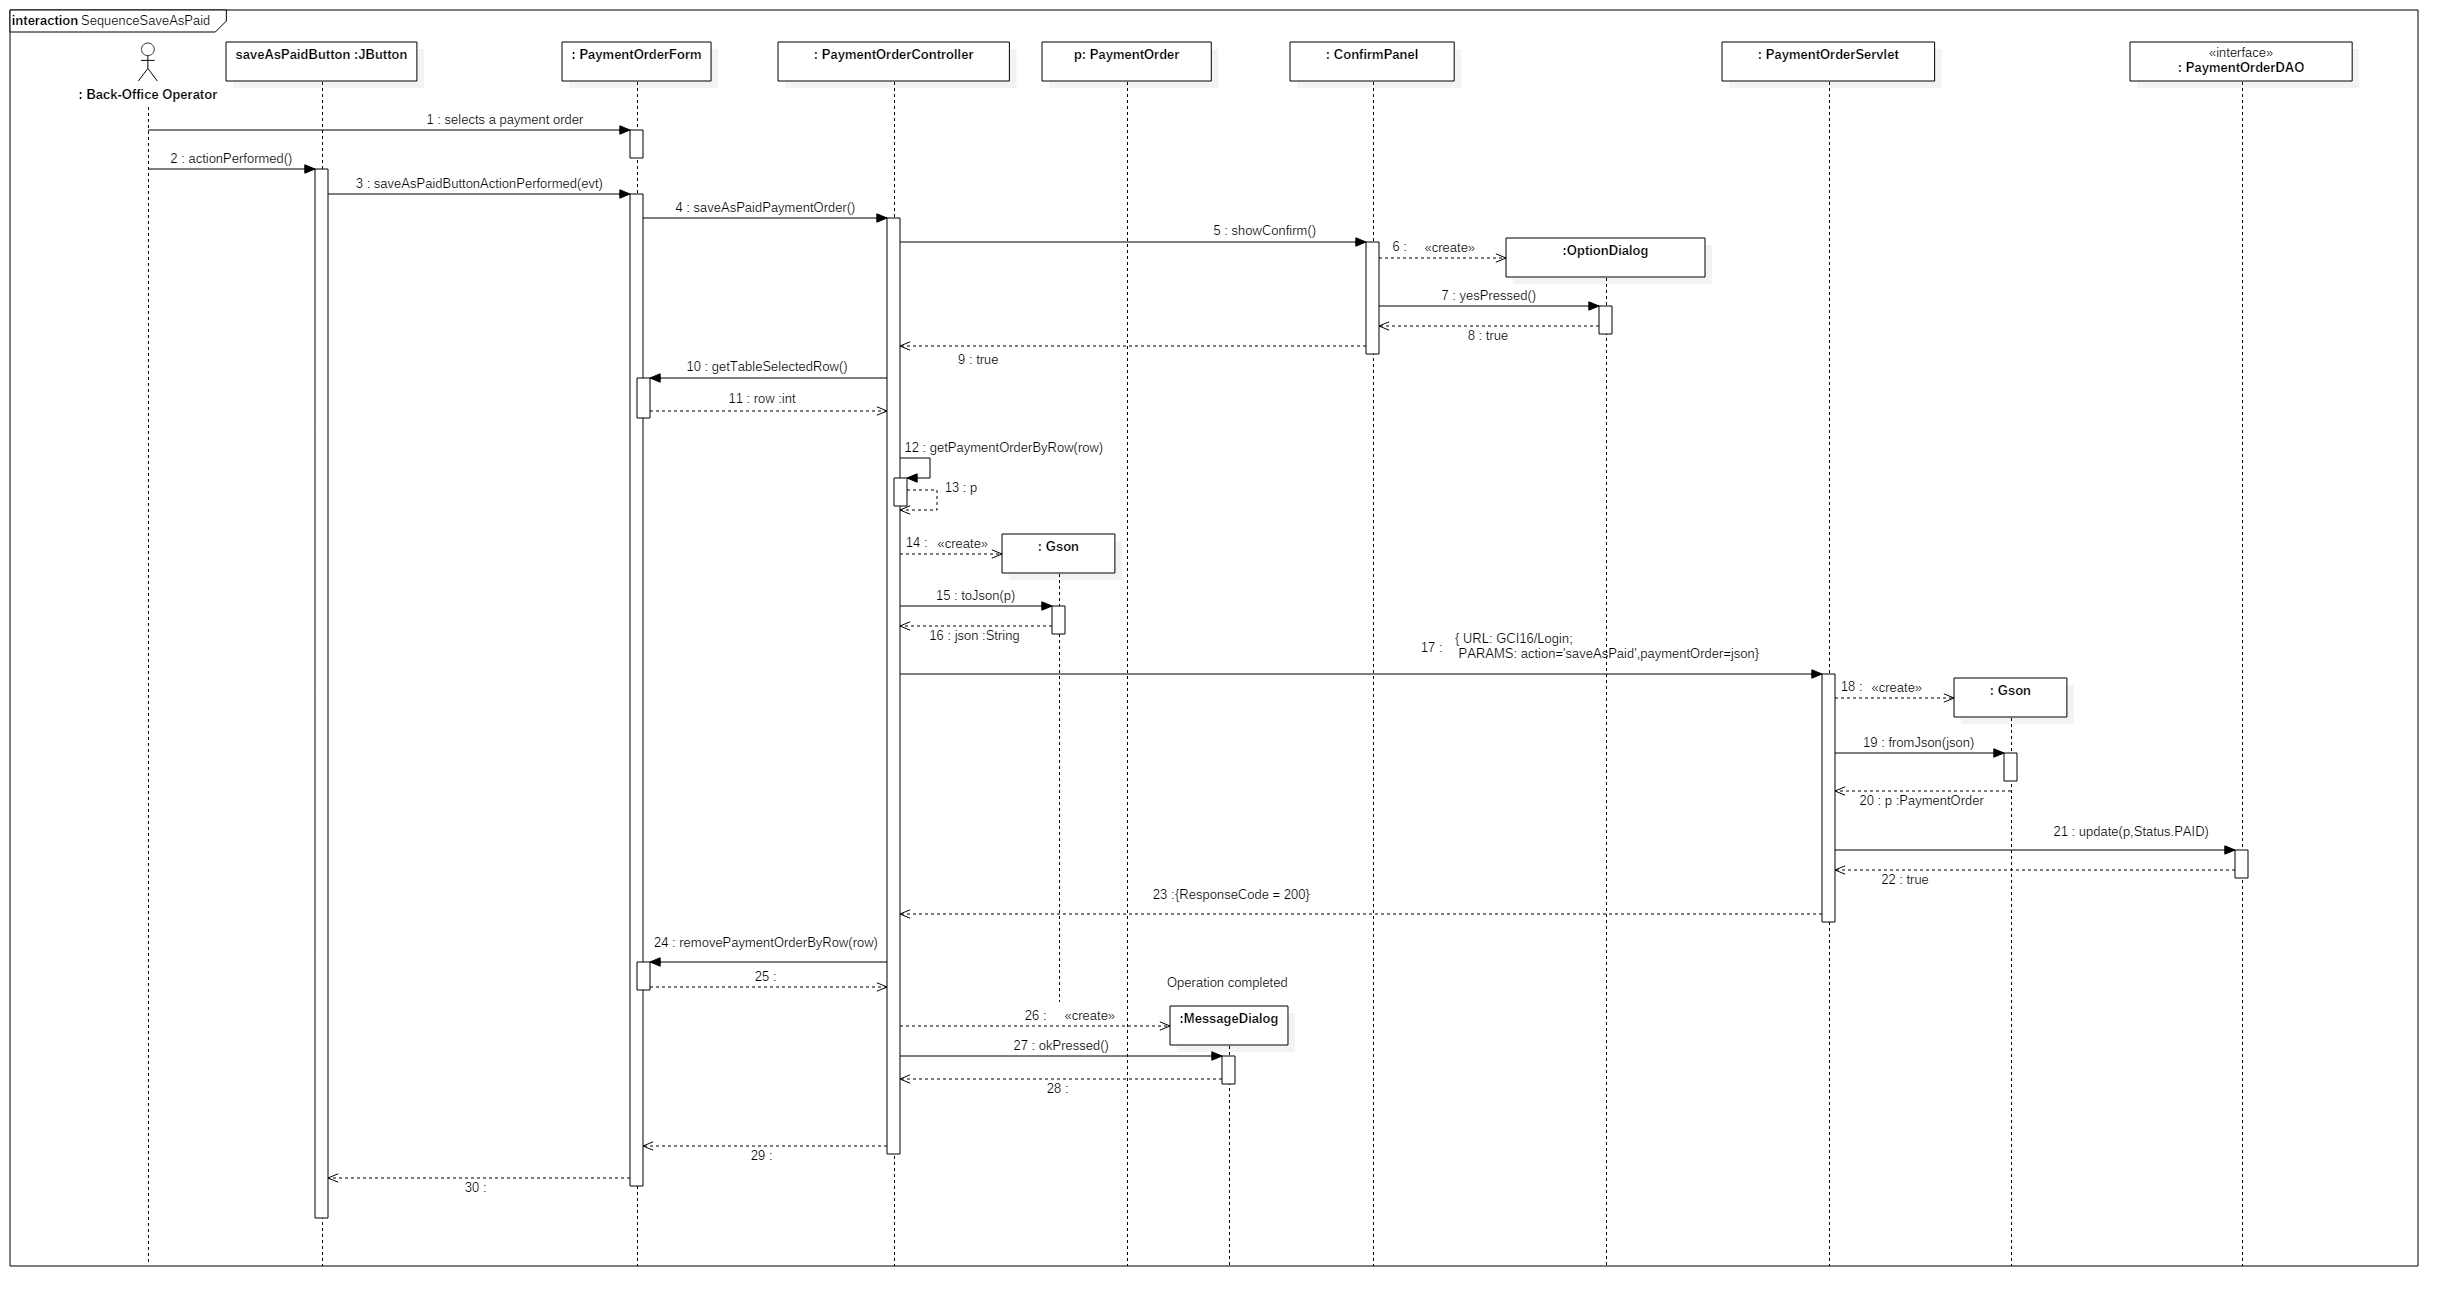 interaction SequenceSaveAsPaid
: Back-Office Operator
saveAsPaidButton :JButton
: PaymentOrderForm
: PaymentOrderController
p: PaymentOrder
: ConfirmPanel
: PaymentOrderServlet
«interface»
: PaymentOrderDAO
1 : selects a payment order
2 : actionPerformed()
3 : saveAsPaidButtonActionPerformed(evt)
4 : saveAsPaidPaymentOrder()
5 : showConfirm()
6 : «create»
:OptionDialog
7 : yesPressed()
8 : true
9 : true
10 : getTableSelectedRow()
11 : row :int
12 : getPaymentOrderByRow(row)
13 : p
14 : «create»
: Gson
15 : toJson(p)
16 : json :String
17 : { URL: GCI16/Login;
PARAMS: action='saveAsPaid',paymentOrder=json}
18 : «create»
: Gson
19 : fromJson(json)
20 : p :PaymentOrder
21 : update(p,Status.PAID)
22 : true
23 :{ResponseCode = 200}
24 : removePaymentOrderByRow(row)
25 :
Operation completed
26 : «create»
:MessageDialog
27 : okPressed()
28 :
29 :
30 :